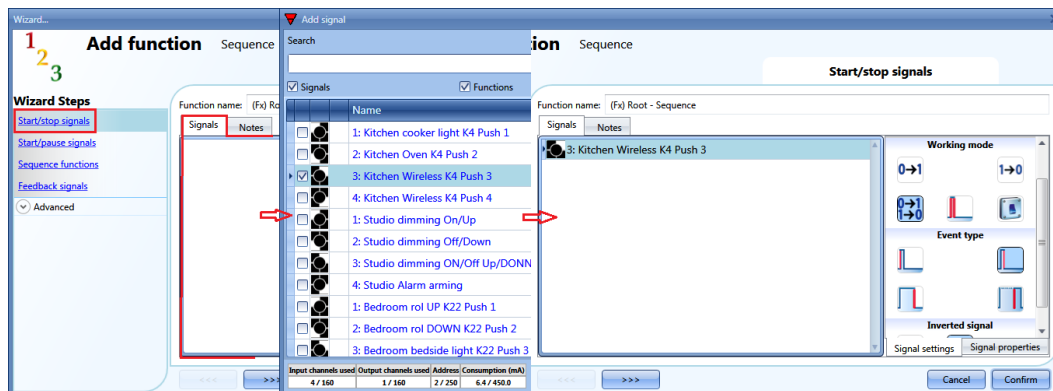 Wizard...
1
2
3
Add function Sequence
Wizard Steps
Start/stop signals
Start/pause signals
Sequence functions
Feedback signals
Advanced
Function name: (Fx) Ro
Signals Notes
<<< >>>
Add signal
Search
Signals Functions
Name
1: Kitchen cooker light K4 Push 1
2: Kitchen Oven K4 Push 2
3: Kitchen Wireless K4 Push 3
4: Kitchen Wireless K4 Push 4
1: Studio dimming On/Up
2: Studio dimming Off/Down
3: Studio dimming ON/Off Up/DONN
4: Studio Alarm arming
1: Bedroom rol UP K22 Push 1
2: Bedroom rol DOWN K22 Push 2
3: Bedroom bedside light K22 Push 3
Input channels used Output channels used Address Consumption (mA)
4 / 160 1 / 160 2 / 250 6.4 / 450.0
ion Sequence
Start/stop signals
Function name: (Fx) Root - Sequence
Signals Notes
3: Kitchen Wireless K4 Push 3
Working mode
0→1 1→0
0→1
1→0
Event type
Inverted signal
Signal settings Signal properties
<<< >>> Cancel Confirm